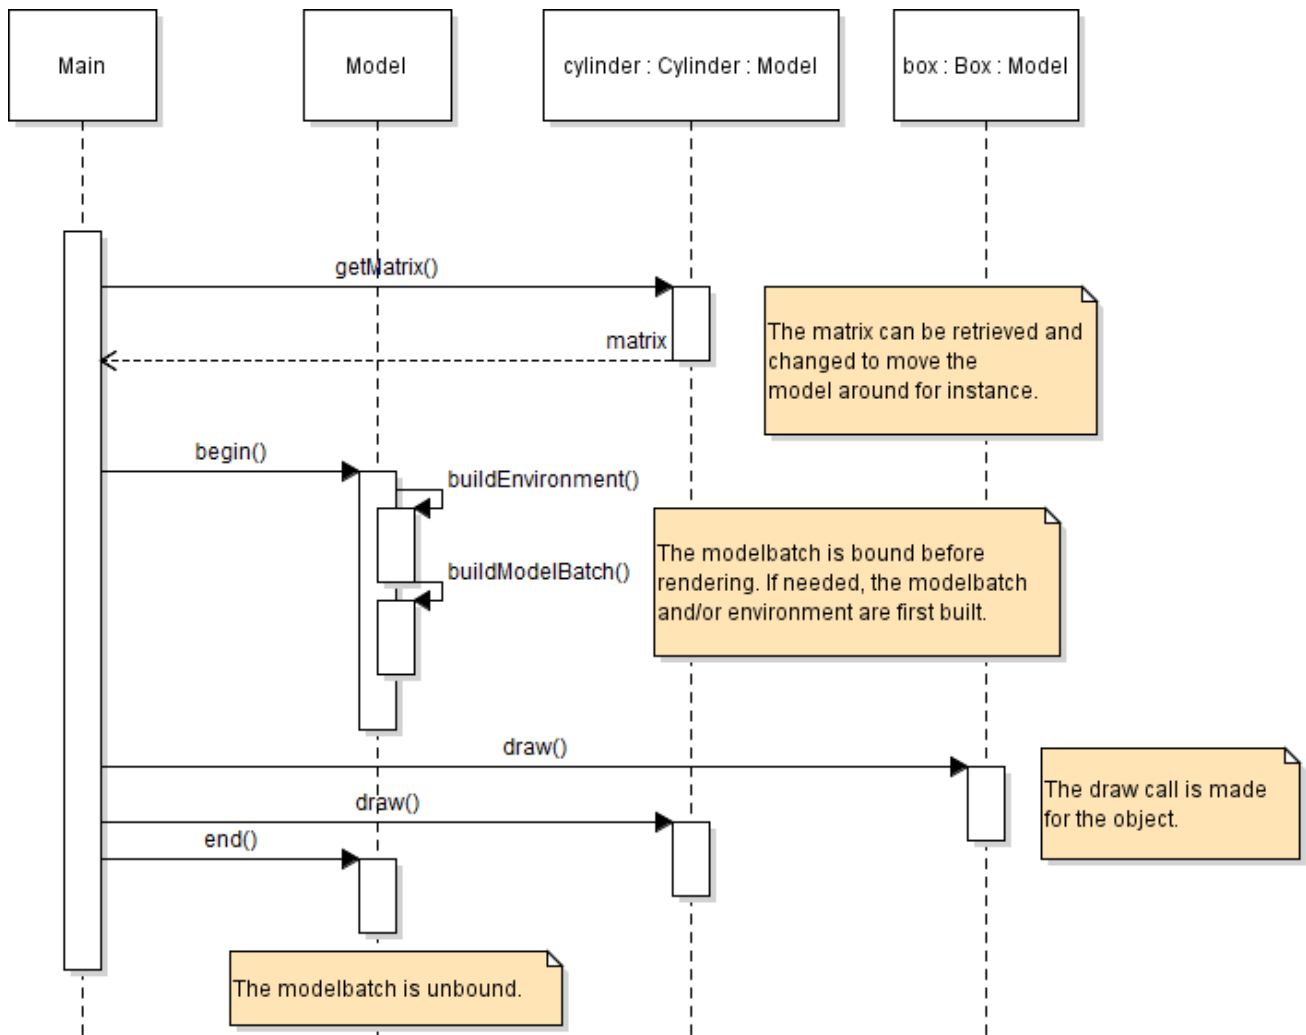 Main
Model
cylinder : Cylinder : Model
box : Box : Model
getMatrix()
matrix
The matrix can be retrieved and
changed to move the
model around for instance.
begin()
buildEnvironment()
buildModelBatch()
The modelbatch is bound before
rendering. If needed, the modelbatch
and/or environment are first built.
draw()
The draw call is made
for the object.
draw()
end()
The modelbatch is unbound.